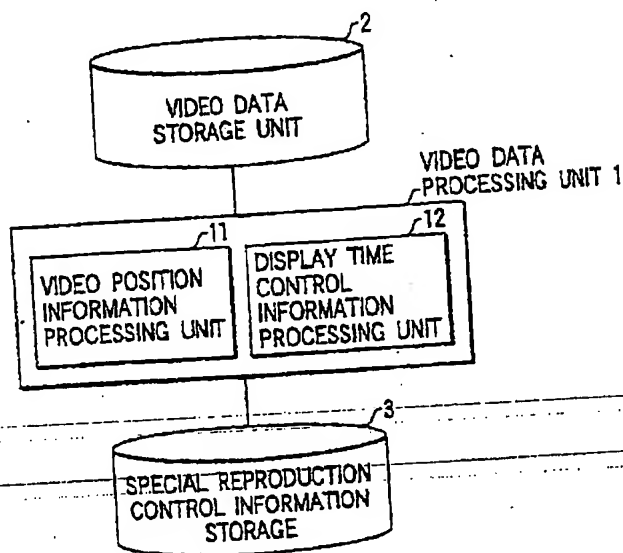 2
VIDEO DATA
STORAGE UNIT
VIDEO DATA
PROCESSING UNIT 1
11
VIDEO POSITION
INFORMATION
PROCESSING UNIT
12
DISPLAY TIME
CONTROL
INFORMATION
PROCESSING UNIT
3
SPECIAL REPRODUCTION
CONTROL INFORMATION
STORAGE